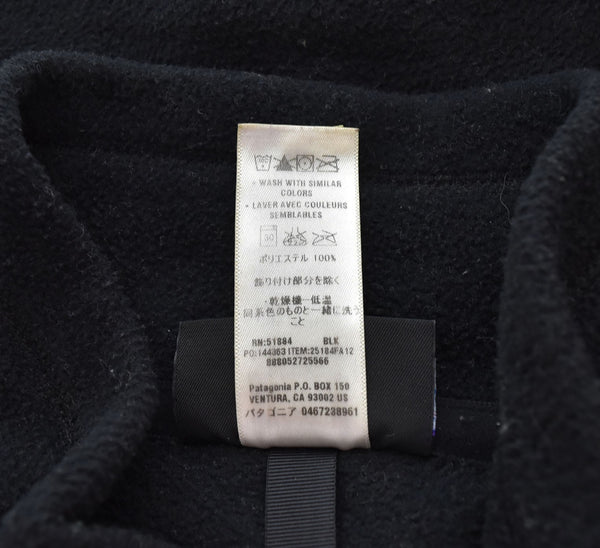 • WASH WITH SIMILAR
COLORS
• LAVER AVEC COULEURS
SEMBLABLES
30
ポリエステル 100%
飾り付け部分を除く
・乾燥機ー低温
同系色のものと一緒に洗う
こと
RN:51884 BLK
PO:144363 ITEM:25184FA12
888052725566
Patagonia P.O. BOX 150
VENTURA, CA 93002 US
パタゴニア 0467238961